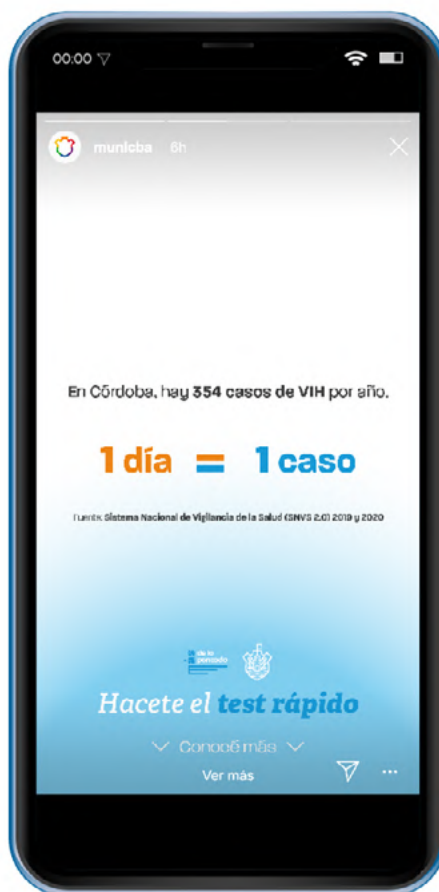 00:00
municba 6h
En Córdoba, hay 354 casos de VIH por año.
1 día = 1 caso
Fuente: Sistema Nacional de Vigilancia de la Salud (SNVS 2.0) 2019 y 2020
Hacete el test rápido
Conocé más
Ver más